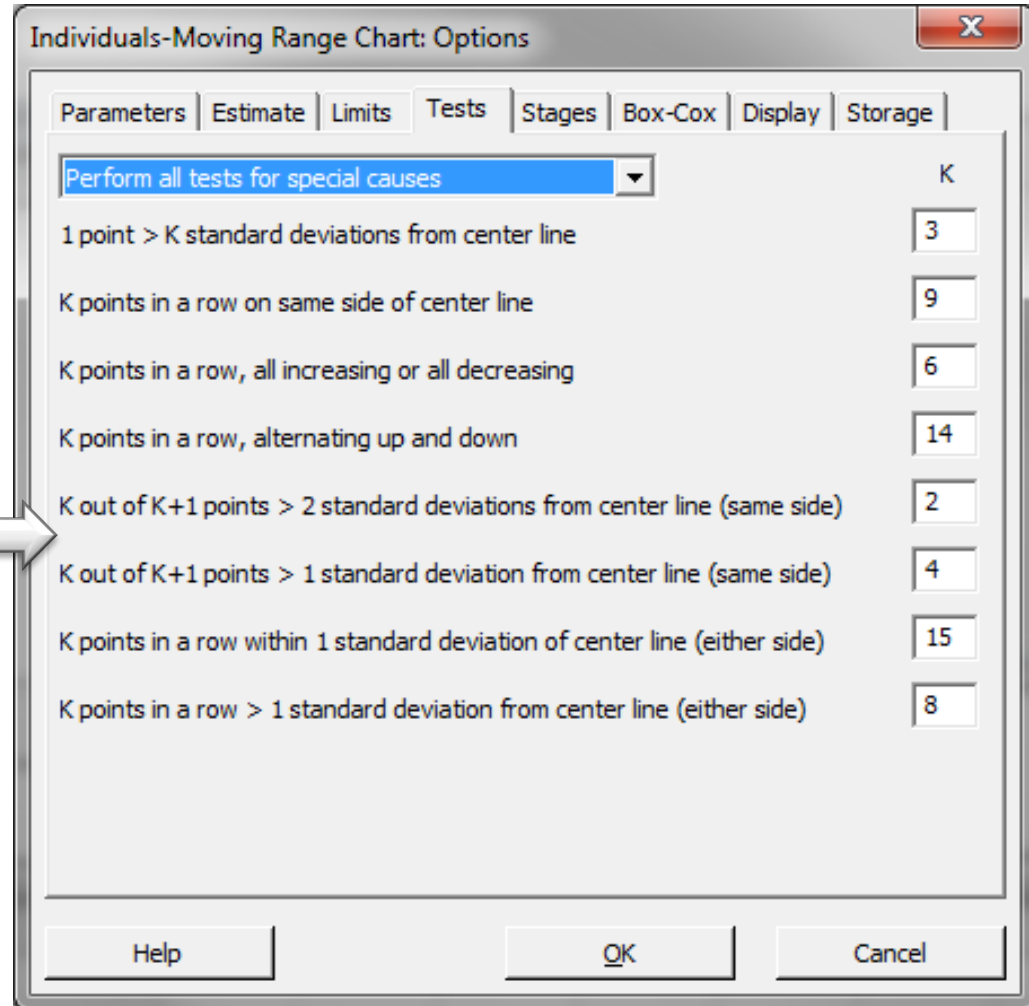 Individuals-Moving Range Chart: Options
X
Parameters Estimate Limits Tests Stages Box-Cox Display Storage
Perform all tests for special causes K
1 point > K standard deviations from center line 3
K points in a row on same side of center line 9
K points in a row, all increasing or all decreasing 6
K points in a row, alternating up and down 14
K out of K+1 points > 2 standard deviations from center line (same side) 2
K out of K+1 points > 1 standard deviation from center line (same side) 4
K points in a row within 1 standard deviation of center line (either side) 15
K points in a row > 1 standard deviation from center line (either side) 8
Help OK Cancel